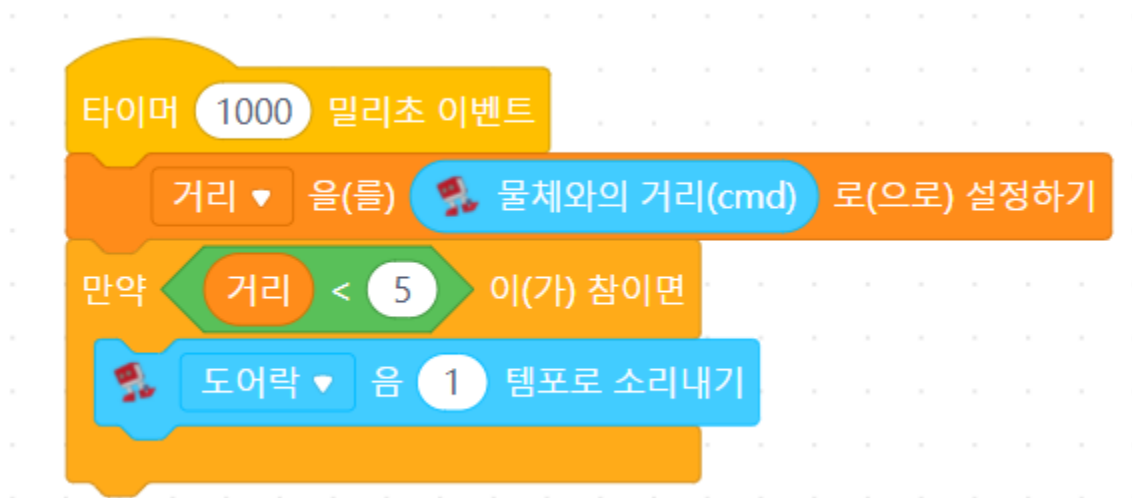 타이머 1000 밀리초 이벤트
거리 을(를) 물체와의 거리(cmd) 로(으로) 설정하기
만약 거리 < 5 이(가) 참이면
도어락 음 1 템포로 소리내기